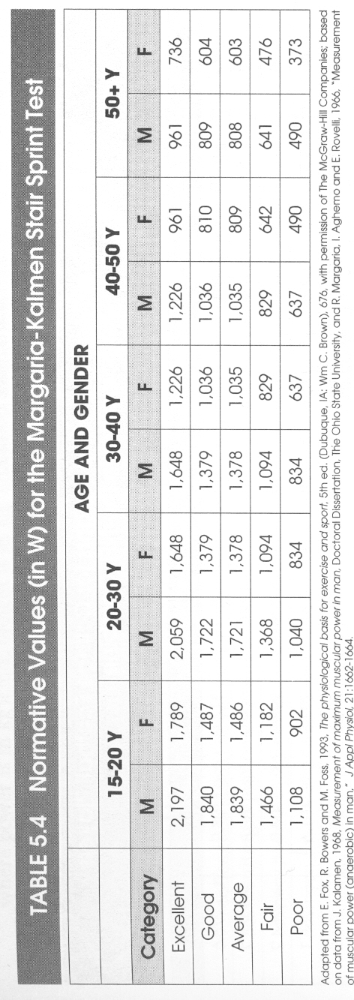 TABLE 5.4 Normative Values (in W) for the Margaria-Kalmen Stair Sprint Test
AGE AND GENDER
15-20 Y 20-30 Y 30-40 Y 40-50 Y 50+ Y
Category M F M F M F M F M F
Excellent 2,197 1,789 2,059 1,648 1,648 1,226 1,226 961 961 736
Good 1,840 1,487 1,722 1,379 1,379 1,036 1,036 810 809 604
Average 1,839 1,486 1,721 1,378 1,378 1,035 1,035 809 808 603
Fair 1,466 1,182 1,368 1,094 1,094 829 829 642 641 476
Poor 1,108 902 1,040 834 834 637 637 490 490 373
Adapted from E. Fox, R. Bowers and M. Foss, 1993, The physiological basis for exercise and sport, 5th ed. (Dubuque, IA: Wm C. Brown), 676, with permission of The McGraw-Hill Companies; based
on data from J. Kalamen, 1968, Measurement of maximum muscular power in man, Doctoral Dissertation, The Ohio State University, and R. Margaria, I. Aghemo and E. Rovelli, 1966, "Measurement
of muscular power (anaerobic) in man," J Appl Physiol, 21:1662-1664.